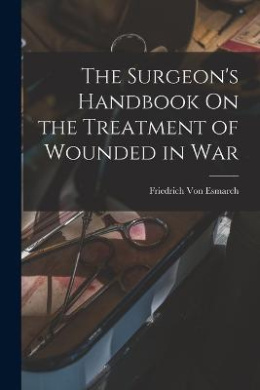 The Surgeon's
Handbook On
the Treatment of
Wounded in War
Friedrich Von Esmarch